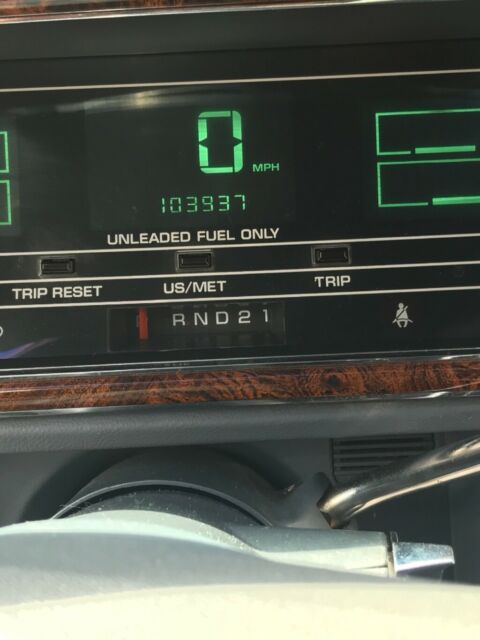 0 MPH
103937
UNLEADED FUEL ONLY
TRIP RESET US/MET TRIP
R N D 2 1